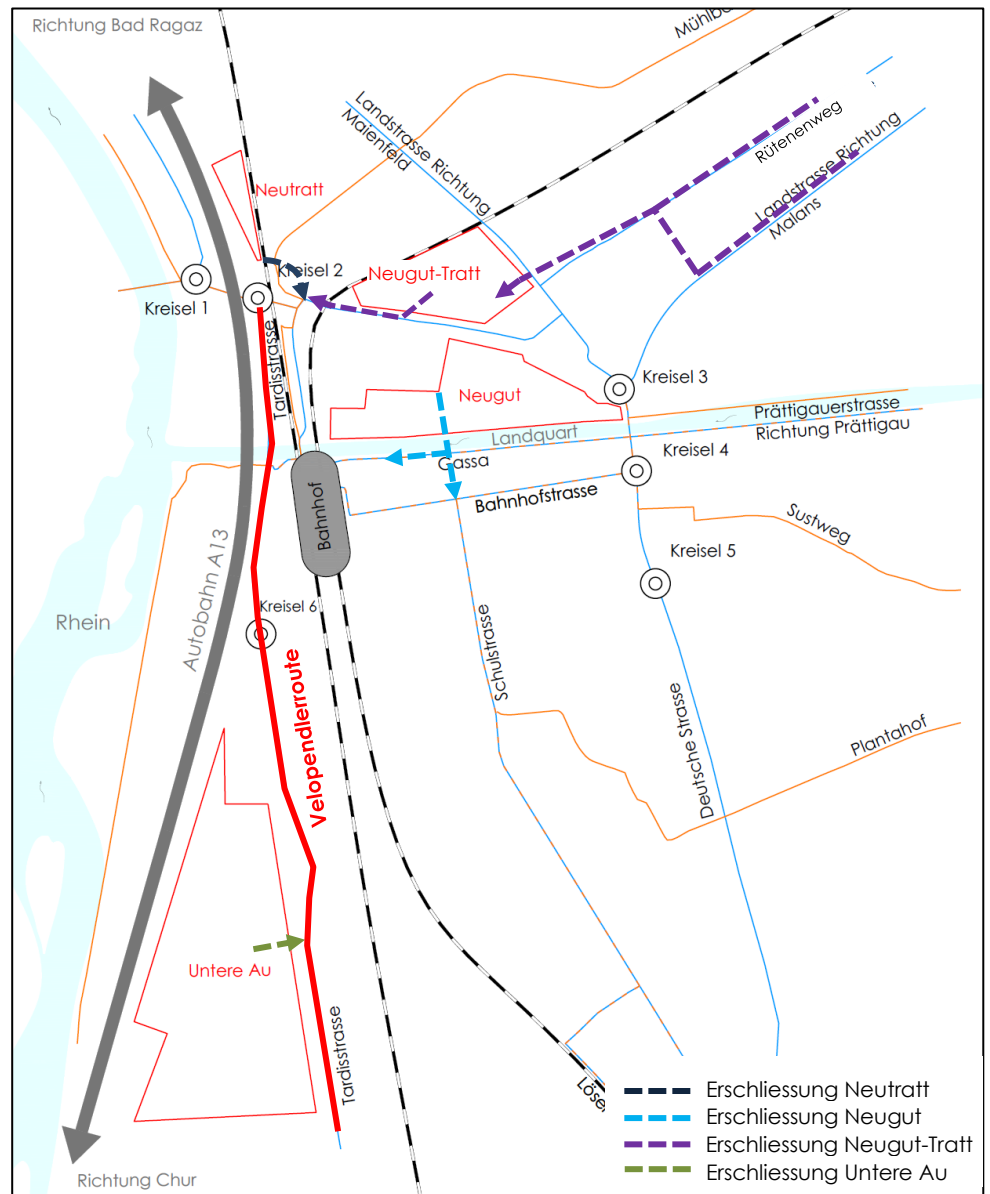 Richtung Bad Ragaz
Mühlb
Landstrasse Richtung
Maienfeld
Rütenenweg
Landstrasse Richtung
Malans
Neutratt
Kreisel 2
Neugut-Tratt
Kreisel 1
Tardisstrasse
Kreisel 3
Neugut
Prättigauerstrasse
Landquart
Richtung Prättigau
Gassa
Kreisel 4
Bahnhof
Bahnhofstrasse
Sustweg
Autobahn A13
Kreisel 5
Rhein
Kreisel 6
Schulstrasse
Velopendlerroute
Deutsche Strasse
Plantahof
Untere Au
Tardisstrasse
Löse
Richtung Chur
Erschliessung Neutratt
Erschliessung Neugut
Erschliessung Neugut-Tratt
Erschliessung Untere Au